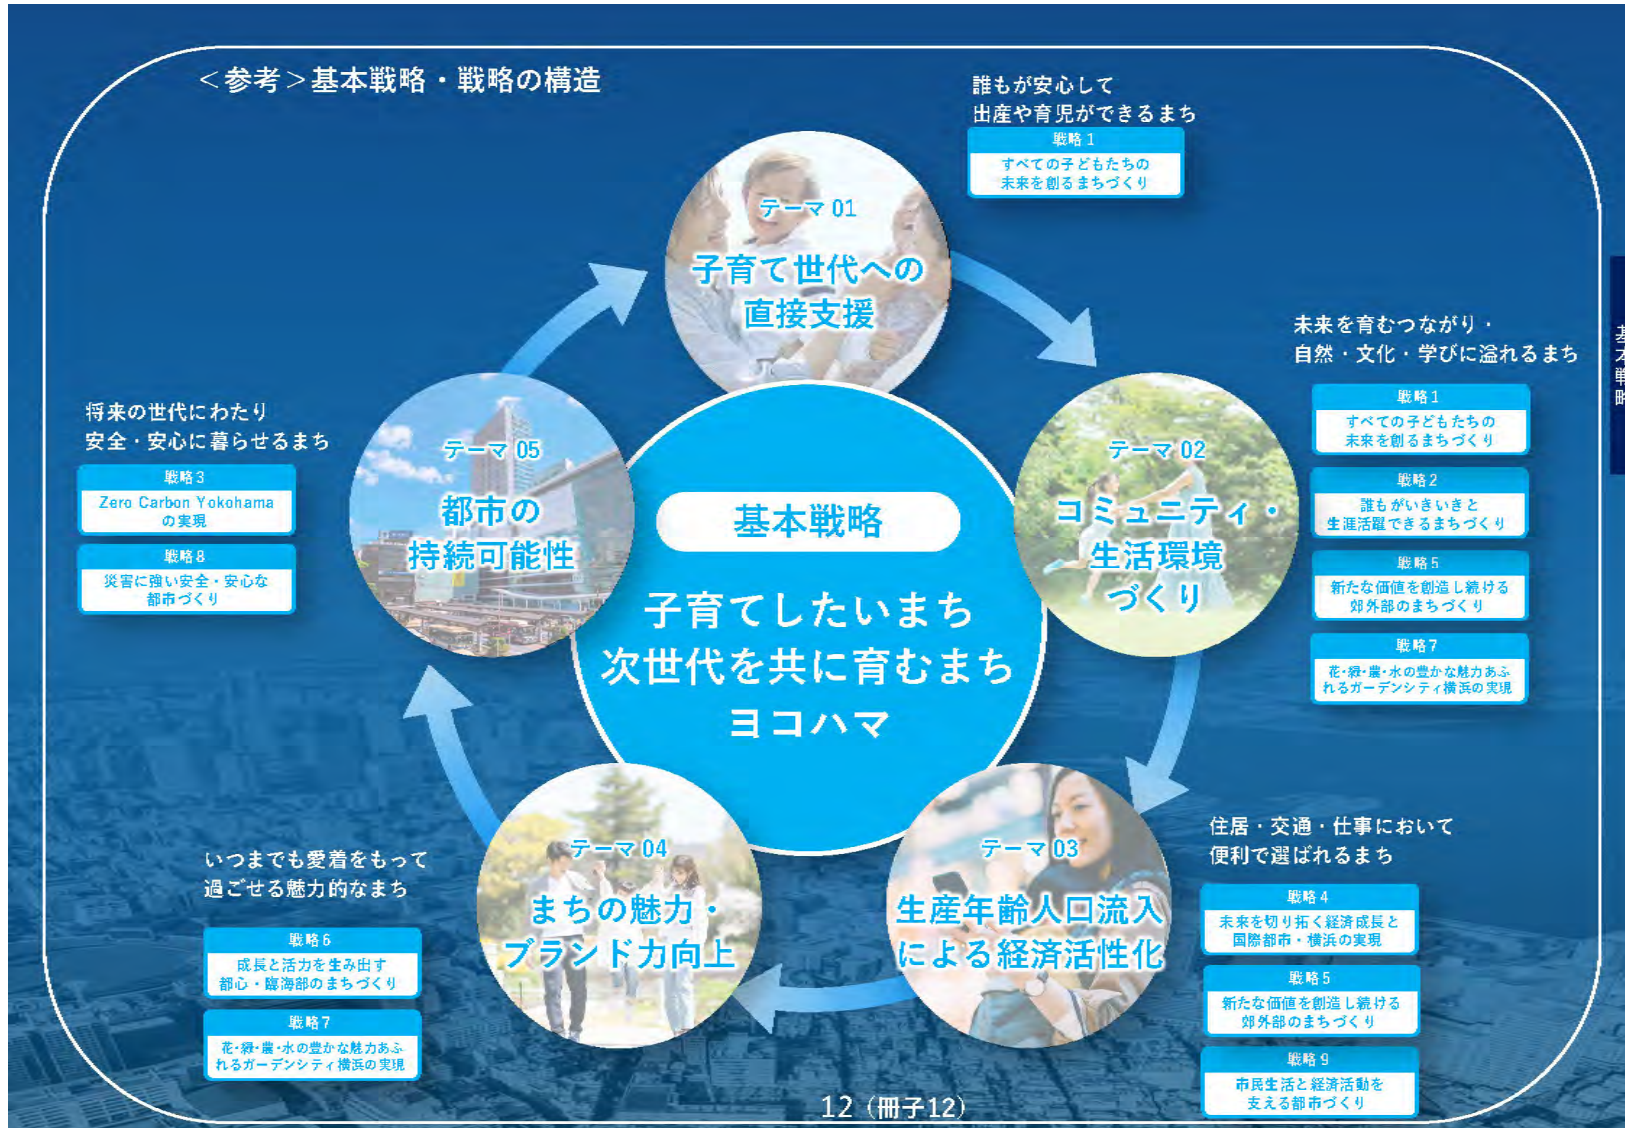 ＜参考＞基本戦略・戦略の構造
誰もが安心して
出産や育児ができるまち
戦略1
すべての子どもたちの
未来を創るまちづくり
テーマ 01
子育て世代への
直接支援
未来を育むつながり・
自然・文化・学びに溢れるまち
戦略1
すべての子どもたちの
未来を創るまちづくり
戦略2
誰もがいきいきと
生涯活躍できるまちづくり
戦略5
新たな価値を創造し続ける
郊外部のまちづくり
戦略7
花・緑・農・水の豊かな魅力あふ
れるガーデンシティ横浜の実現
テーマ 02
コミュニティ・
生活環境
づくり
基本戦略
将来の世代にわたり
安全・安心に暮らせるまち
戦略3
Zero Carbon Yokohama
の実現
戦略8
災害に強い安全・安心な
都市づくり
テーマ 05
都市の
持続可能性
基本戦略
子育てしたいまち
次世代を共に育むまち
ヨコハマ
住居・交通・仕事において
便利で選ばれるまち
戦略4
未来を切り拓く経済成長と
国際都市・横浜の実現
戦略5
新たな価値を創造し続ける
郊外部のまちづくり
戦略9
市民生活と経済活動を
支える都市づくり
テーマ 03
生産年齢人口流入
による経済活性化
テーマ 04
まちの魅力・
ブランド力向上
いつまでも愛着をもって
過ごせる魅力的なまち
戦略6
成長と活力を生み出す
都心・臨海部のまちづくり
戦略7
花・緑・農・水の豊かな魅力あふ
れるガーデンシティ横浜の実現
12（冊子12）